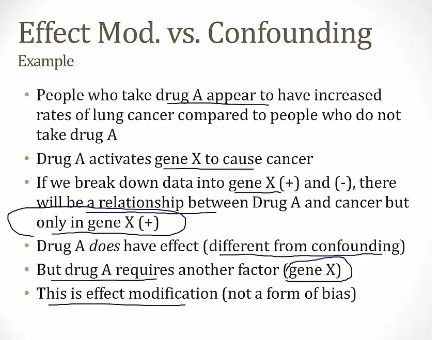 Effect Mod. vs. Confounding
Example
• People who take drug A appear to have increased
rates of lung cancer compared to people who do not
take drug A
• Drug A activates gene X to cause cancer
• If we break down data into gene X (+) and (-), there
will be a relationship between Drug A and cancer but
only in gene X (+)
• Drug A does have effect (different from confounding)
• But drug A requires another factor (gene X)
• This is effect modification (not a form of bias)